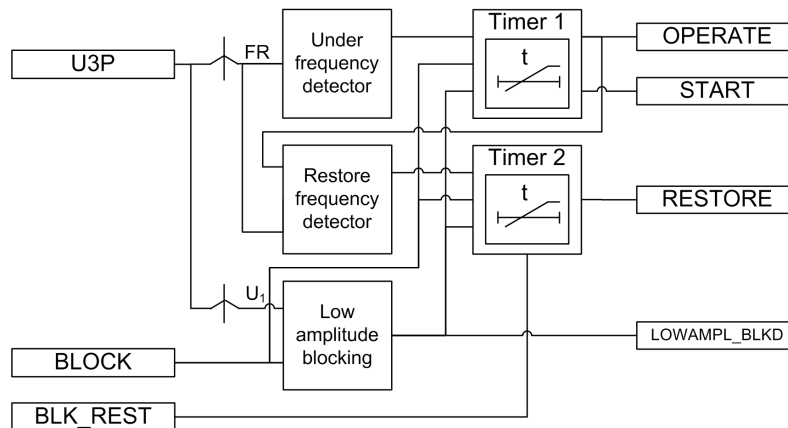 U3P
FR
Under
frequency
detector
Timer 1
t
OPERATE
START
Restore
frequency
detector
Timer 2
t
RESTORE
U₁
Low
amplitude
blocking
LOWAMPL_BLKD
BLOCK
BLK_REST